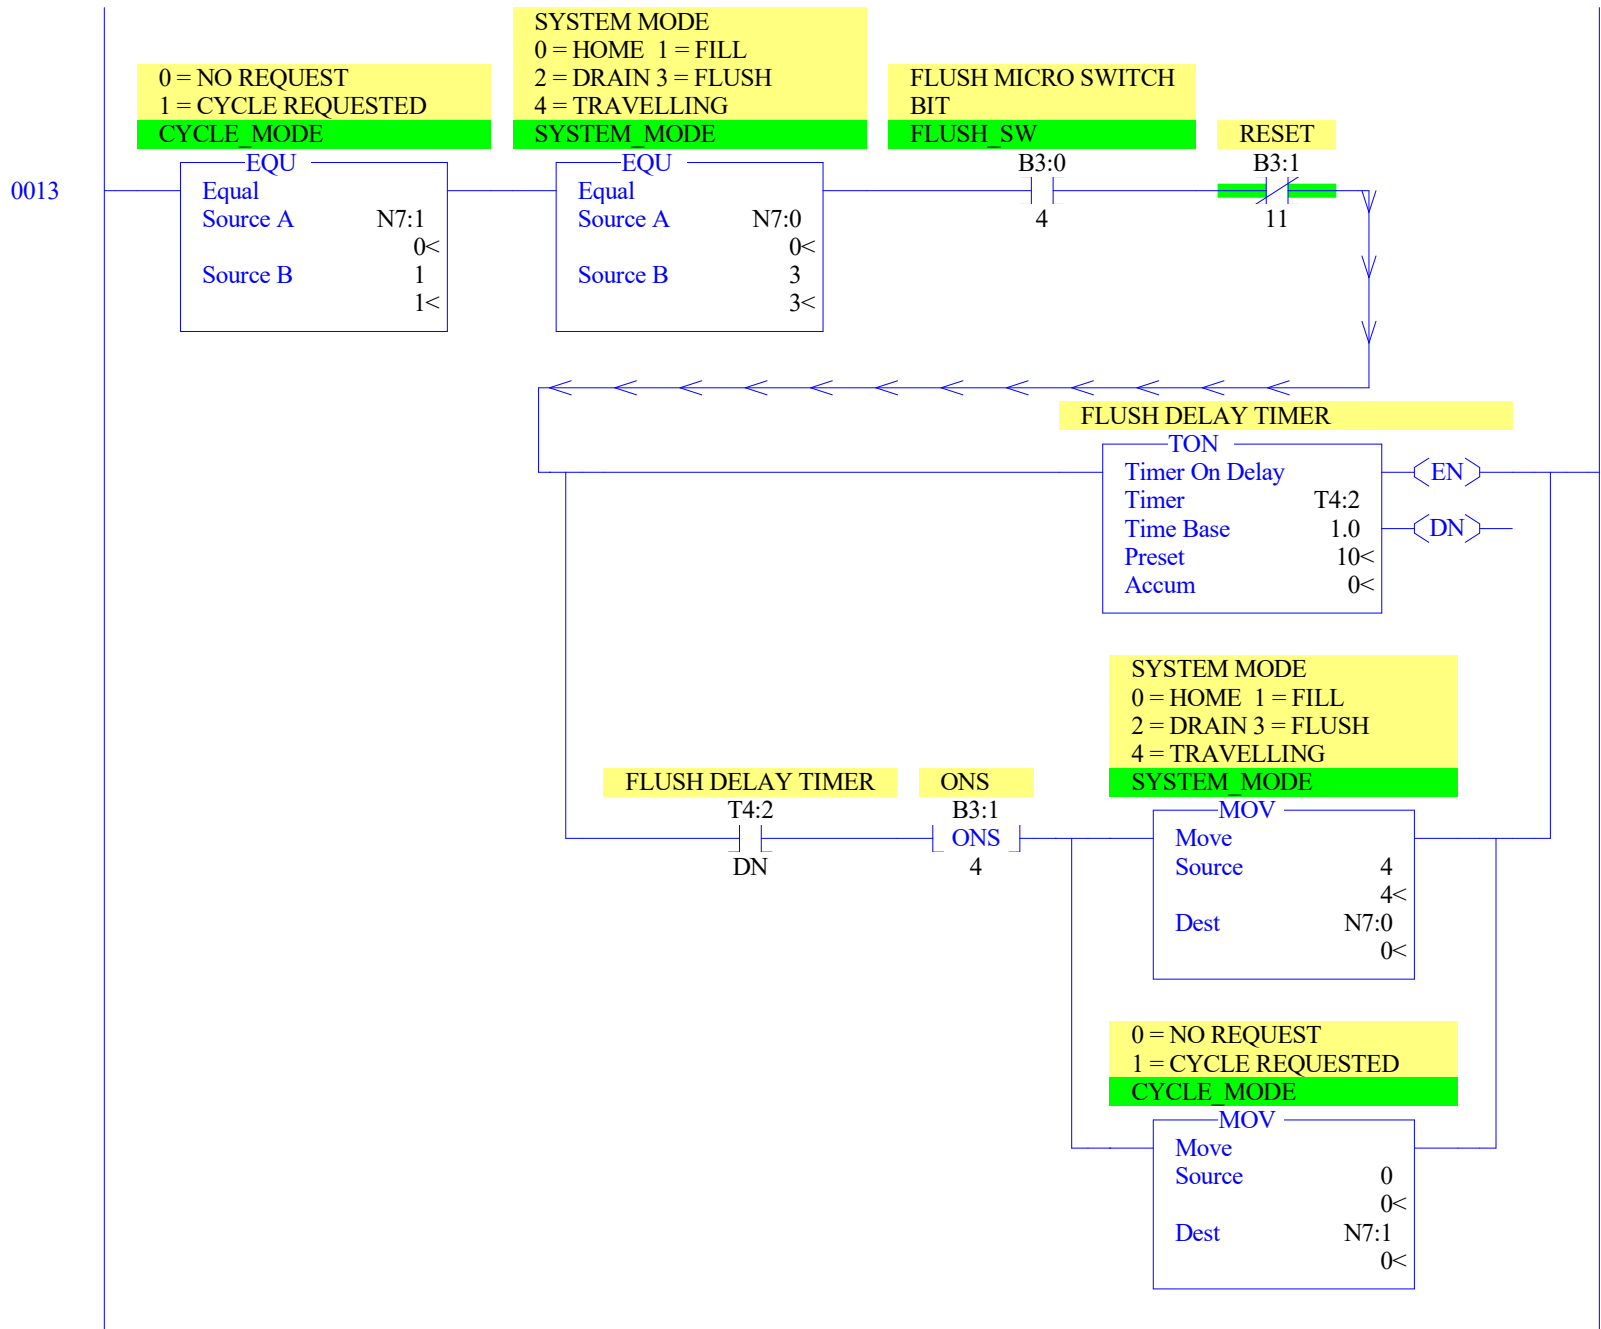 0 = NO REQUEST
1 = CYCLE REQUESTED
CYCLE_MODE
SYSTEM MODE
0 = HOME  1 = FILL
2 = DRAIN 3 = FLUSH
4 = TRAVELLING
SYSTEM_MODE
FLUSH MICRO SWITCH
BIT
FLUSH_SW
RESET
0013
EQU
Equal
Source A N7:1
0<
Source B 1
1<
EQU
Equal
Source A N7:0
0<
Source B 3
3<
B3:0
4
B3:1
11
FLUSH DELAY TIMER
TON
Timer On Delay
Timer T4:2
Time Base 1.0
Preset 10<
Accum 0<
EN
DN
FLUSH DELAY TIMER
T4:2
DN
ONS
B3:1
ONS
4
SYSTEM MODE
0 = HOME  1 = FILL
2 = DRAIN 3 = FLUSH
4 = TRAVELLING
SYSTEM_MODE
MOV
Move
Source 4
4<
Dest N7:0
0<
0 = NO REQUEST
1 = CYCLE REQUESTED
CYCLE_MODE
MOV
Move
Source 0
0<
Dest N7:1
0<